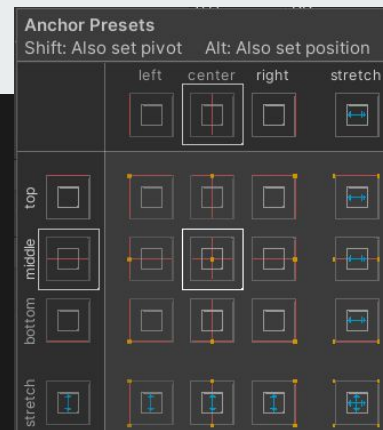 Anchor Presets
Shift: Also set pivot Alt: Also set position
left center right stretch
top
middle
bottom
stretch